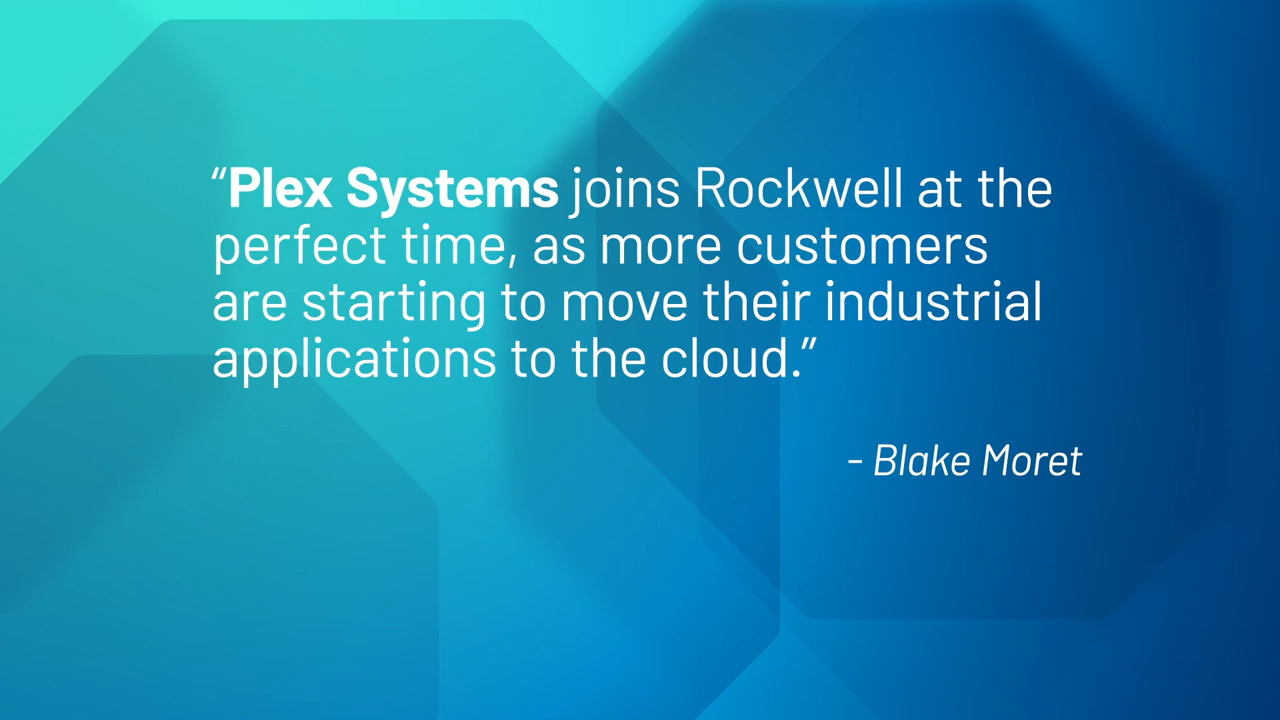 “Plex Systems joins Rockwell at the
perfect time, as more customers
are starting to move their industrial
applications to the cloud.”
- Blake Moret